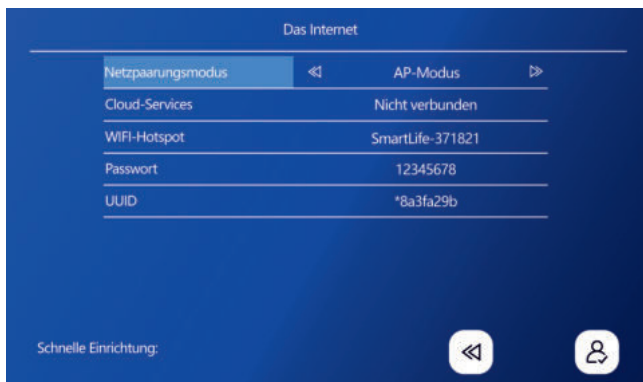 Das Internet
Netzpaarungsmodus AP-Modus
Cloud-Services Nicht verbunden
WIFI-Hotspot SmartLife-371821
Passwort 12345678
UUID *8a3fa29b
Schnelle Einrichtung: